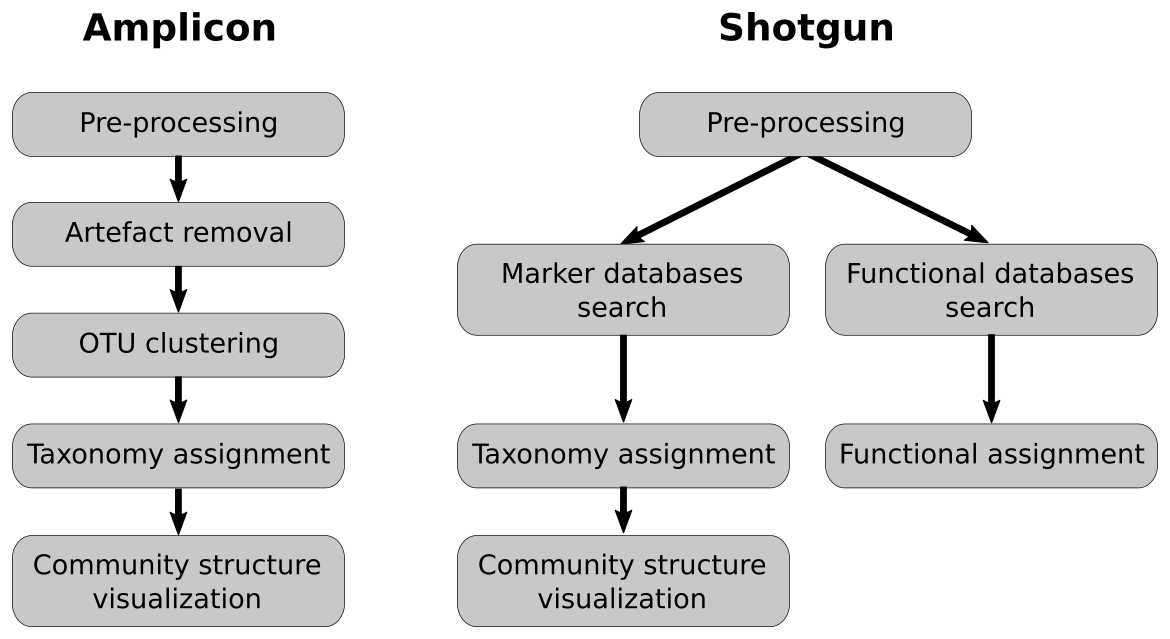 Amplicon
Pre-processing
Artefact removal
OTU clustering
Taxonomy assignment
Community structure
visualization
Shotgun
Pre-processing
Marker databases
search
Taxonomy assignment
Community structure
visualization
Functional databases
search
Functional assignment